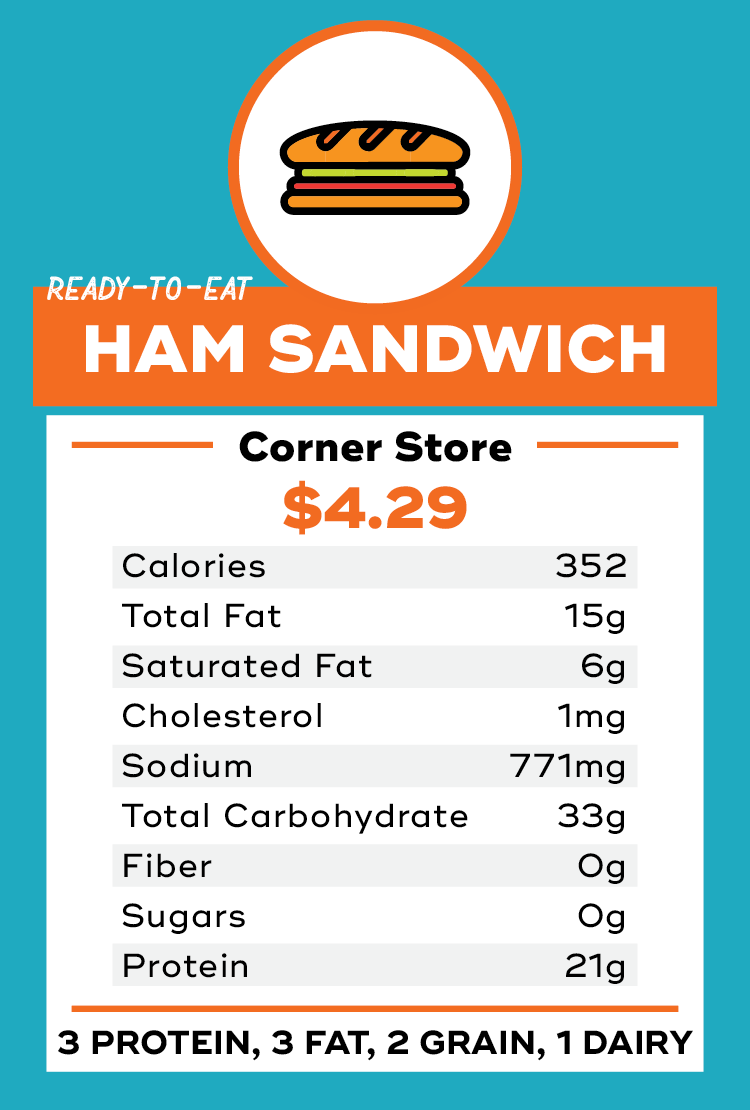 READY-TO-EAT
HAM SANDWICH
Corner Store
$4.29
Calories 352
Total Fat 15g
Saturated Fat 6g
Cholesterol 1mg
Sodium 771mg
Total Carbohydrate 33g
Fiber 0g
Sugars 0g
Protein 21g
3 PROTEIN, 3 FAT, 2 GRAIN, 1 DAIRY